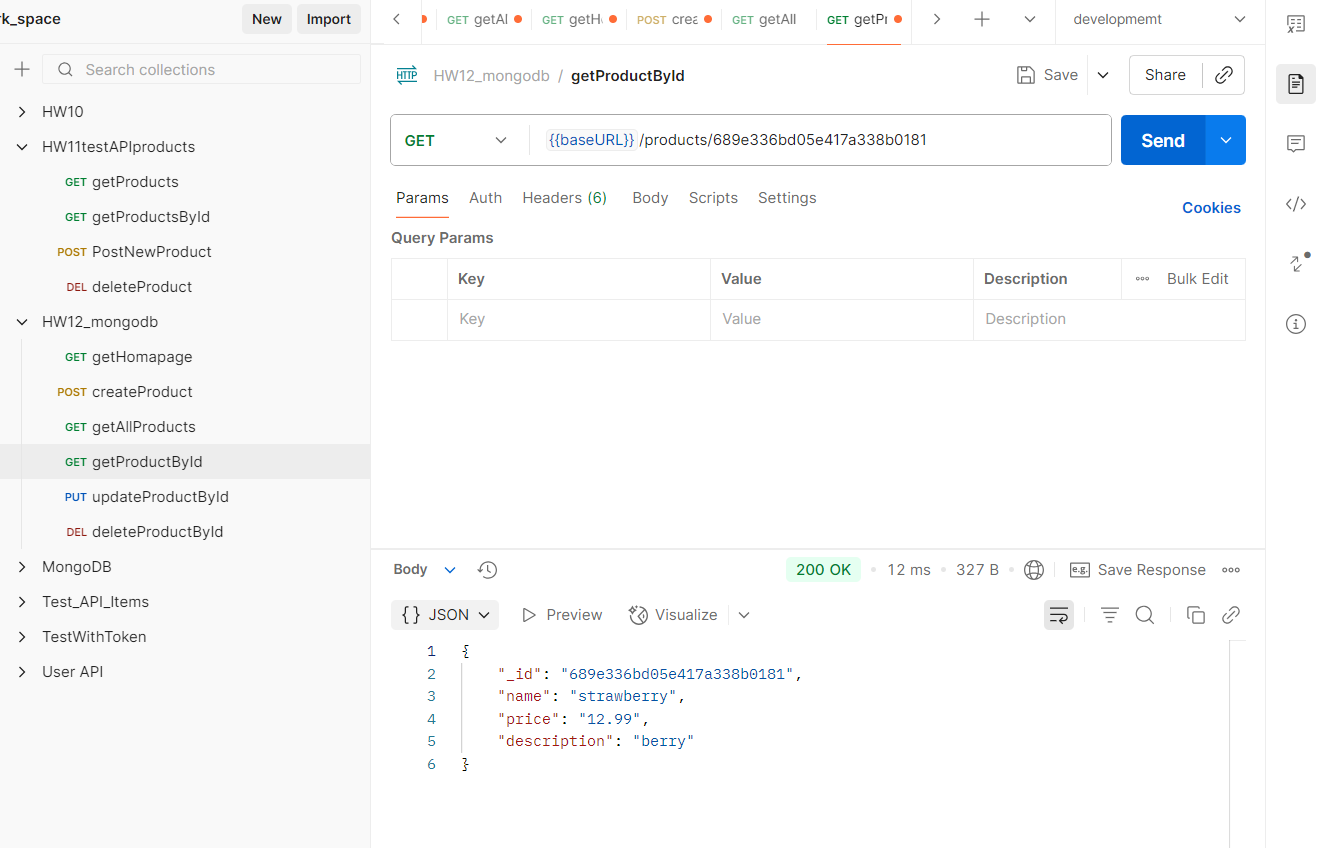 rk_space
New
Import
Search collections
HW10
HW11testAPIproducts
GET getProducts
GET getProductsById
POST PostNewProduct
DEL deleteProduct
HW12_mongodb
GET getHomapage
POST createProduct
GET getAllProducts
GET getProductById
PUT updateProductById
DEL deleteProductById
MongoDB
Test_API_Items
TestWithToken
User API
GET getAl GET getH POST crea GET getAll GET getPr
developmemt
HTTP HW12_mongodb / getProductById
Save
Share
GET
{{baseURL}} /products/689e336bd05e417a338b0181
Send
Params Auth Headers (6) Body Scripts Settings
Cookies
Query Params
Key Value Description Bulk Edit
Key Value Description
Body
200 OK 12 ms 327 B
e.g. Save Response
{} JSON Preview Visualize
1 {
2 "_id": "689e336bd05e417a338b0181",
3 "name": "strawberry",
4 "price": "12.99",
5 "description": "berry"
6 }